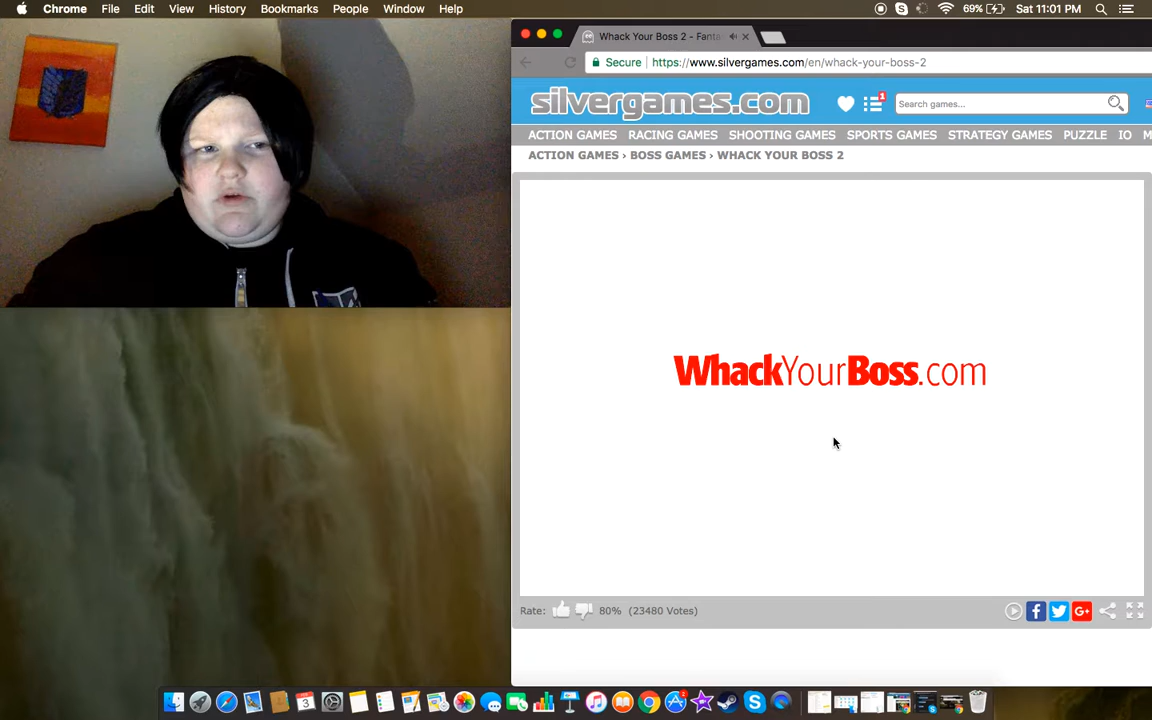 Chrome File Edit View History Bookmarks People Window Help 69% Sat 11:01 PM
Whack Your Boss 2 - Fanta
Secure https://www.silvergames.com/en/whack-your-boss-2
silvergames.com 1 Search games...
ACTION GAMES RACING GAMES SHOOTING GAMES SPORTS GAMES STRATEGY GAMES PUZZLE IO M
ACTION GAMES › BOSS GAMES › WHACK YOUR BOSS 2
WhackYourBoss.com
Rate: 80% (23480 Votes) G+
3